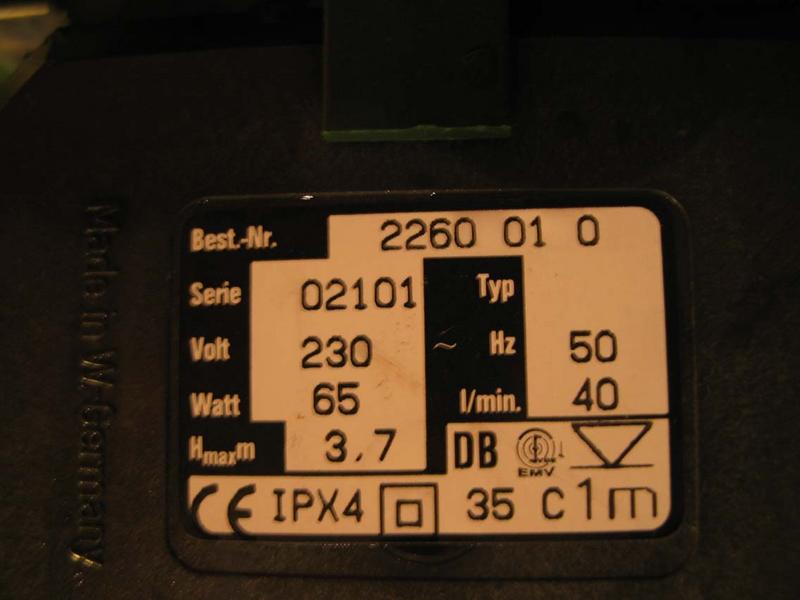 Best.-Nr. 2260 01 0
Serie 02101 Typ
Volt 230 ~ Hz 50
Watt 65 l/min. 40
Hmaxm 3,7 DB EMV
CE IPX4 35 C 1m
Made in W-Germany